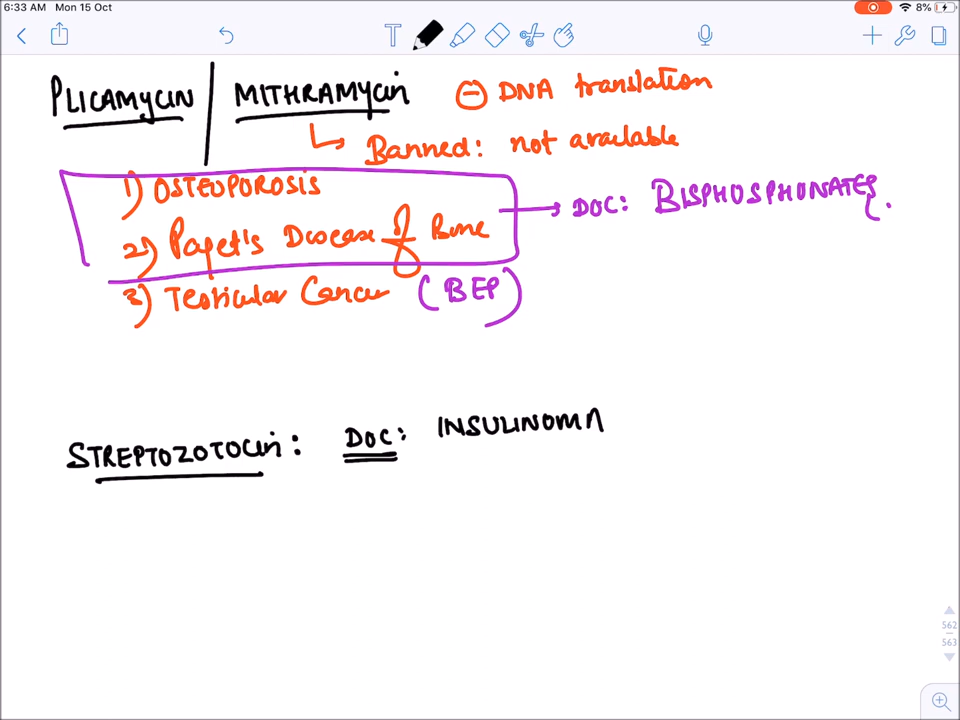 6:33 AM Mon 15 Oct 8%
T
PLICAMYCIN / MITHRAMYCin ⊖ DNA translation
↳ Banned: not available
1) OSTEOPOROSIS
2) Paget's Disease of Bone → DOC: BISPHOSPHONATES.
3) Testicular Cancer (BEP)
STREPTOZOTOCin: DOC: INSULINOMA
562
563